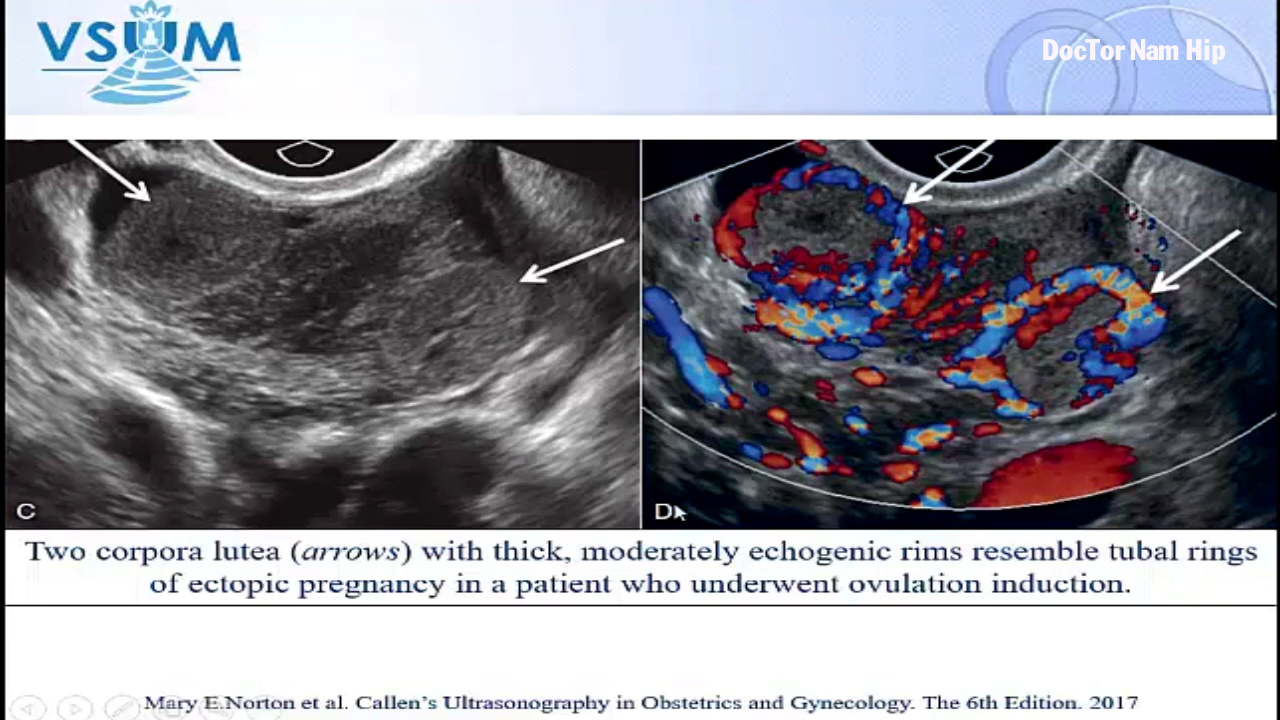 VSUM
DocTor Nam Hip
C
D
Two corpora lutea (arrows) with thick, moderately echogenic rims resemble tubal rings
of ectopic pregnancy in a patient who underwent ovulation induction.
Mary E.Norton et al. Callen's Ultrasonography in Obstetrics and Gynecology. The 6th Edition. 2017